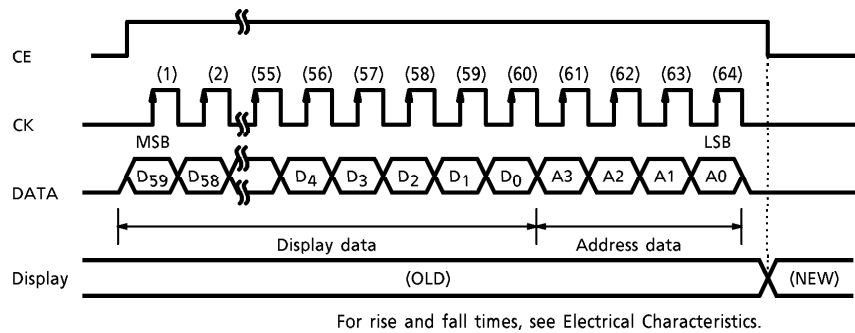 CE
(1) (2) (55) (56) (57) (58) (59) (60) (61) (62) (63) (64)
CK
MSB LSB
DATA D59 D58 D4 D3 D2 D1 D0 A3 A2 A1 A0
Display data Address data
Display (OLD) (NEW)
For rise and fall times, see Electrical Characteristics.